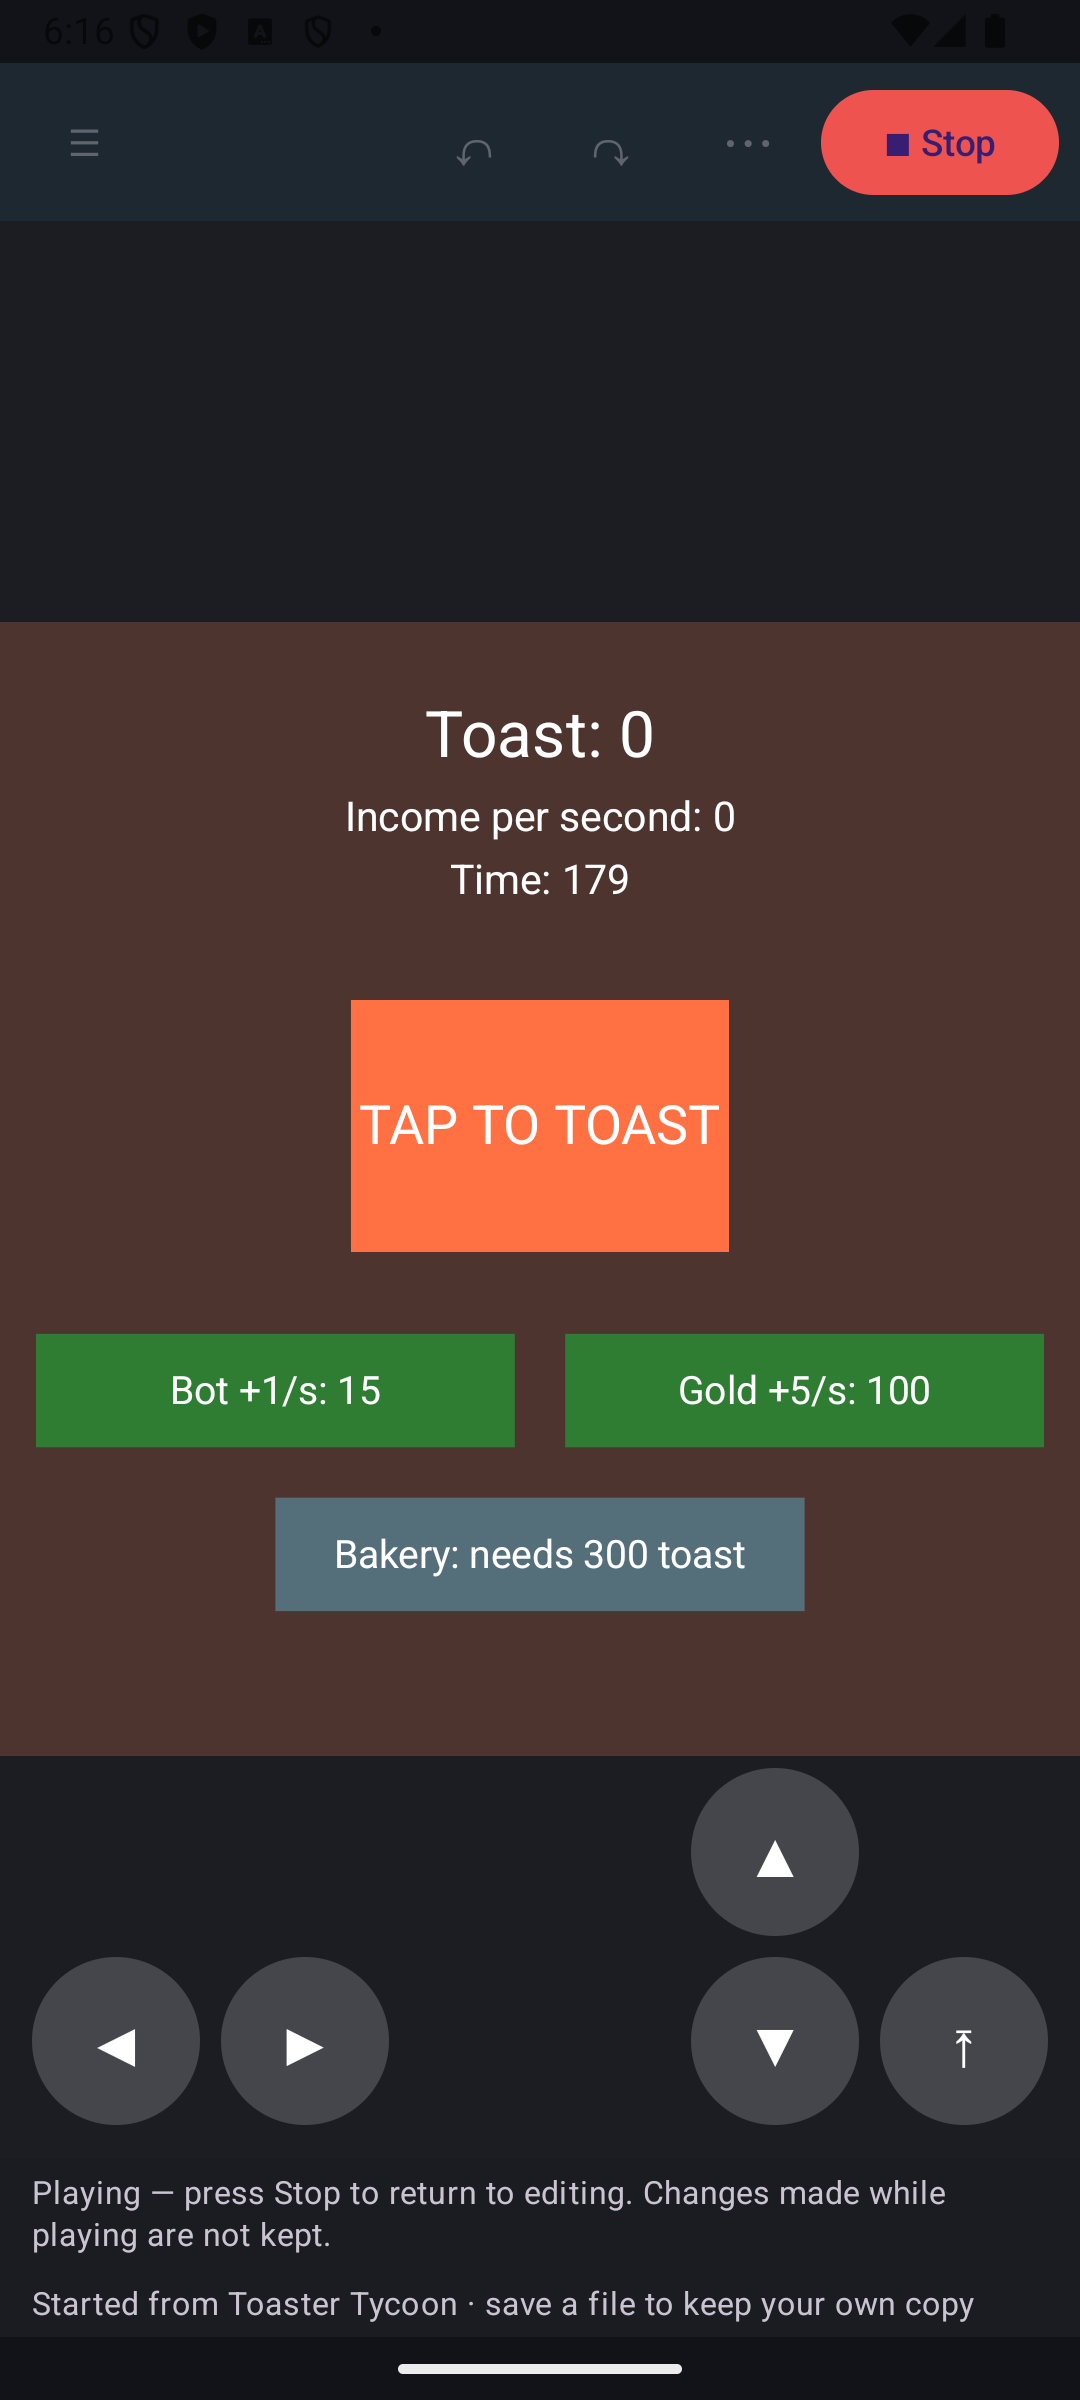 6:16
Stop
Toast: 0
Income per second: 0
Time: 179
TAP TO TOAST
Bot +1/s: 15
Gold +5/s: 100
Bakery: needs 300 toast
Playing — press Stop to return to editing. Changes made while
playing are not kept.
Started from Toaster Tycoon · save a file to keep your own copy